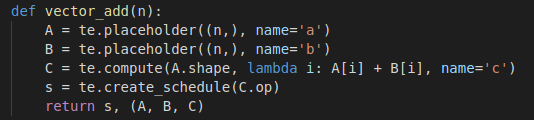 def vector_add(n):
    A = te.placeholder((n,), name='a')
    B = te.placeholder((n,), name='b')
    C = te.compute(A.shape, lambda i: A[i] + B[i], name='c')
    s = te.create_schedule(C.op)
    return s, (A, B, C)